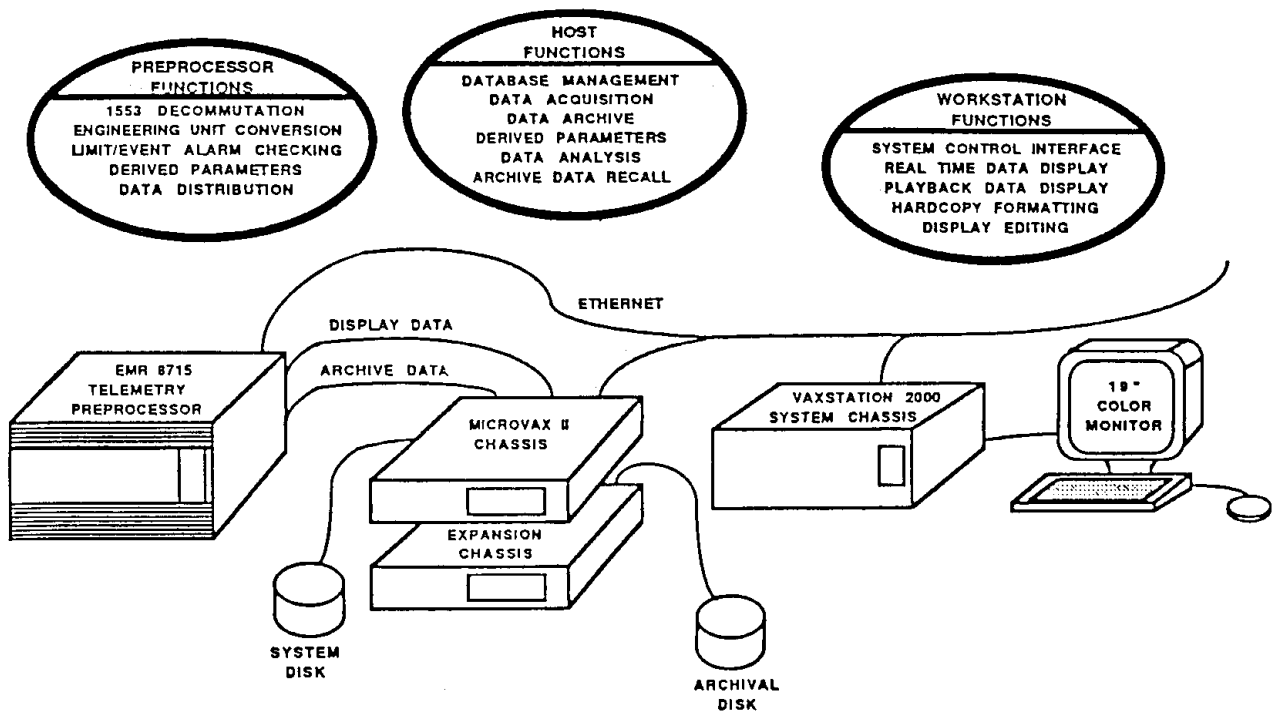 PREPROCESSOR
FUNCTIONS
1553 DECOMMUTATION
ENGINEERING UNIT CONVERSION
LIMIT/EVENT ALARM CHECKING
DERIVED PARAMETERS
DATA DISTRIBUTION
HOST
FUNCTIONS
DATABASE MANAGEMENT
DATA ACQUISITION
DATA ARCHIVE
DERIVED PARAMETERS
DATA ANALYSIS
ARCHIVE DATA RECALL
WORKSTATION
FUNCTIONS
SYSTEM CONTROL INTERFACE
REAL TIME DATA DISPLAY
PLAYBACK DATA DISPLAY
HARDCOPY FORMATTING
DISPLAY EDITING
ETHERNET
DISPLAY DATA
ARCHIVE DATA
EMR 8715
TELEMETRY
PREPROCESSOR
MICROVAX II
CHASSIS
EXPANSION
CHASSIS
VAXSTATION 2000
SYSTEM CHASSIS
19"
COLOR
MONITOR
SYSTEM
DISK
ARCHIVAL
DISK